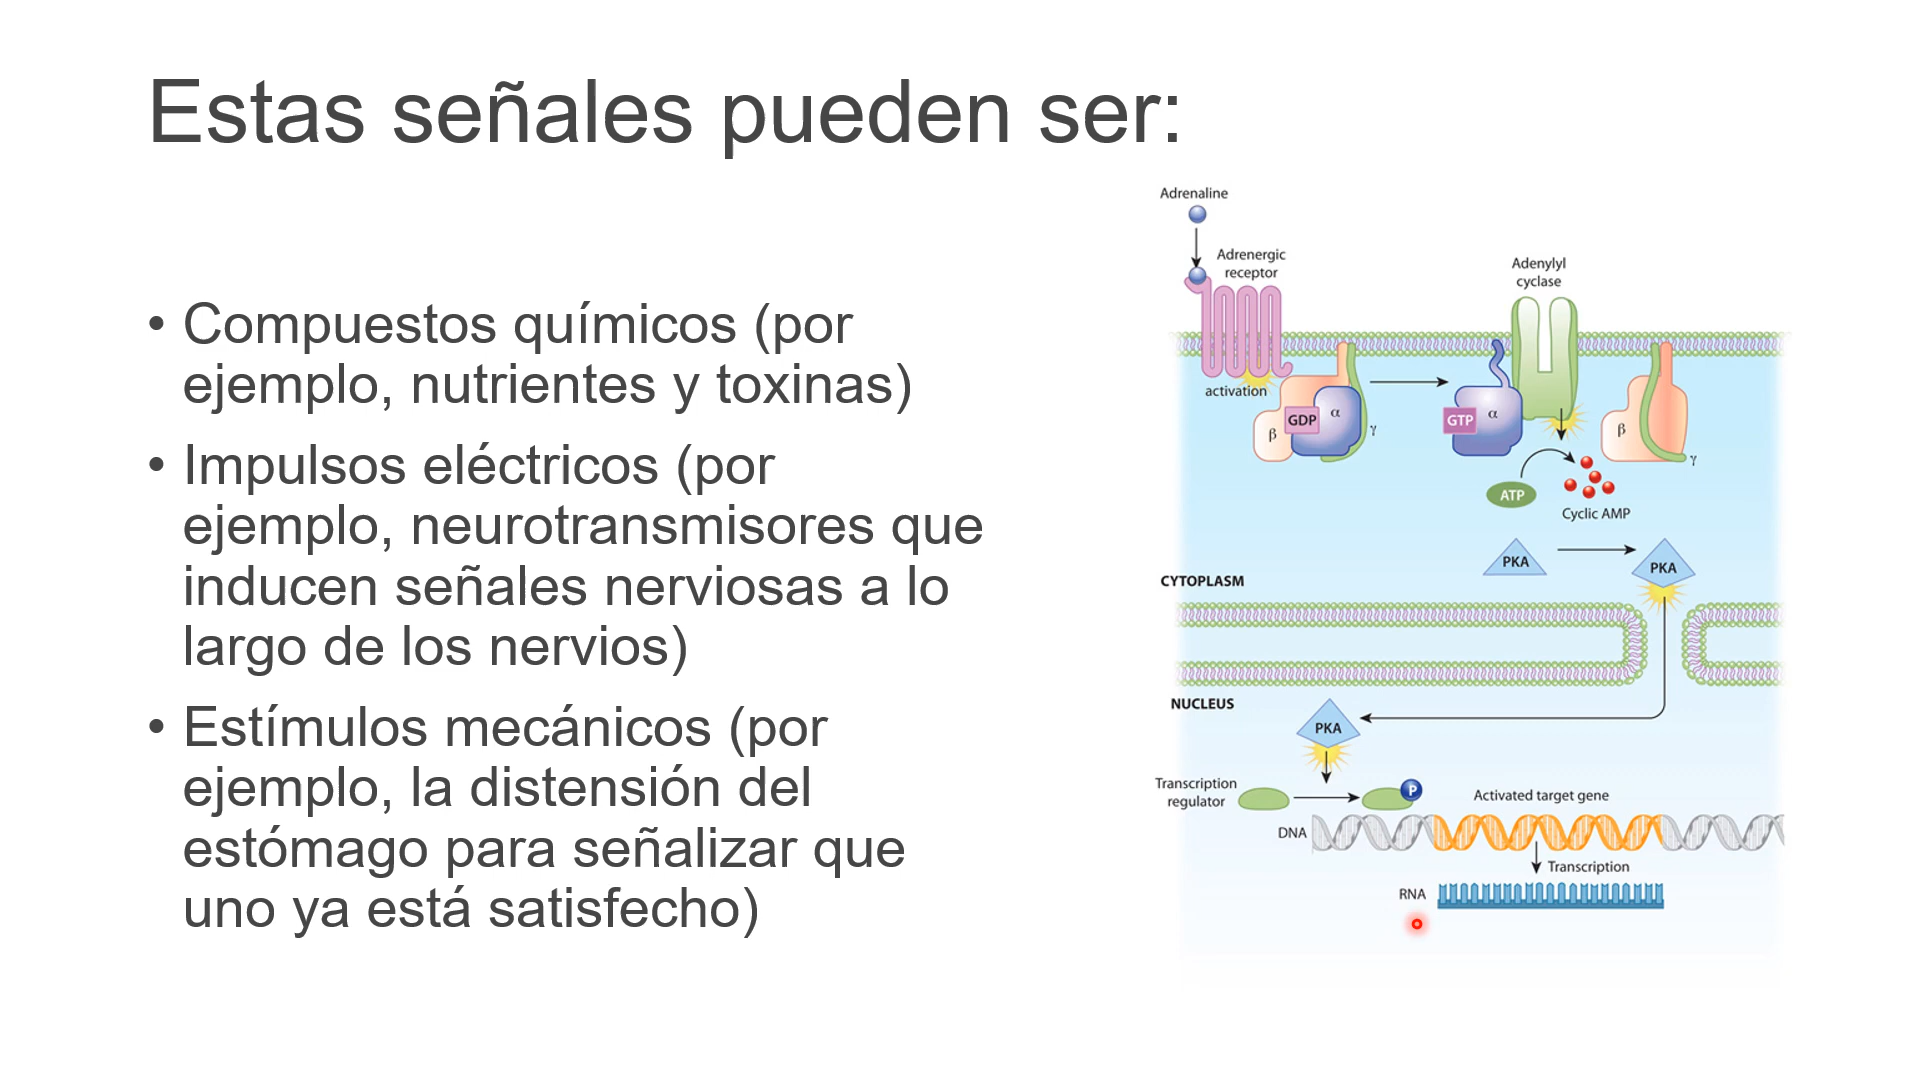 Estas señales pueden ser:
• Compuestos químicos (por
ejemplo, nutrientes y toxinas)
• Impulsos eléctricos (por
ejemplo, neurotransmisores que
inducen señales nerviosas a lo
largo de los nervios)
• Estímulos mecánicos (por
ejemplo, la distensión del
estómago para señalizar que
uno ya está satisfecho)
Adrenaline
Adrenergic
receptor
Adenylyl
cyclase
activation
GDP
α
β
γ
GTP
α
β
γ
ATP
Cyclic AMP
PKA
PKA
CYTOPLASM
NUCLEUS
PKA
Transcription
regulator
P
Activated target gene
DNA
Transcription
RNA